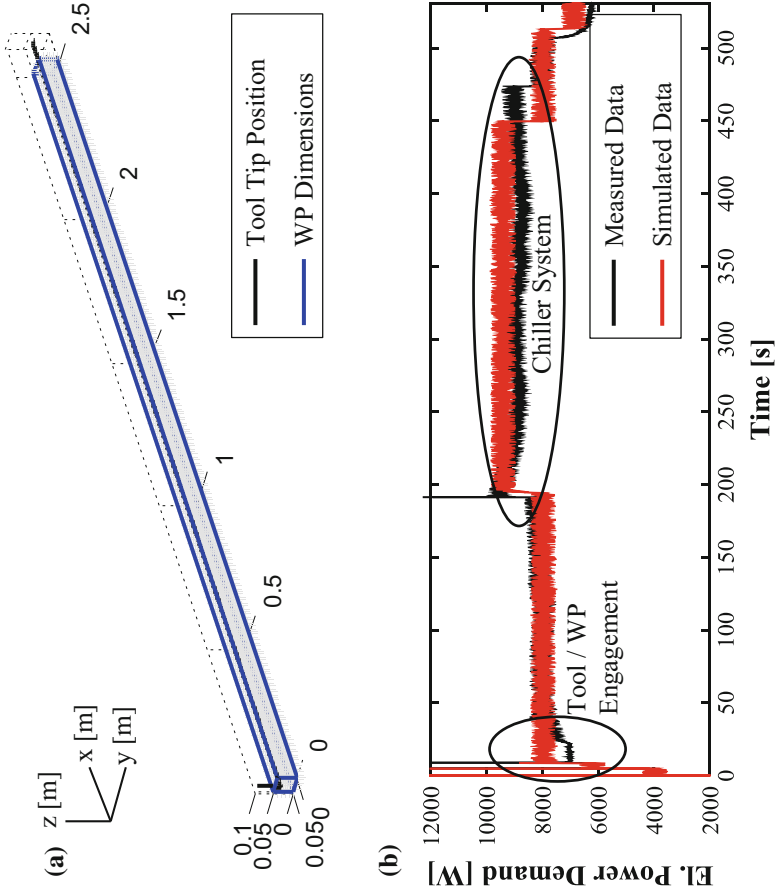 (a)
z [m]
x [m]
y [m]
0.1
0.05
0
0.05
0
0
0.5
1
1.5
2
2.5
Tool Tip Position
WP Dimensions
(b)
El. Power Demand [W]
12000
10000
8000
6000
4000
2000
Tool / WP
Engagement
Chiller System
Measured Data
Simulated Data
0
50
100
150
200
250
300
350
400
450
500
Time [s]